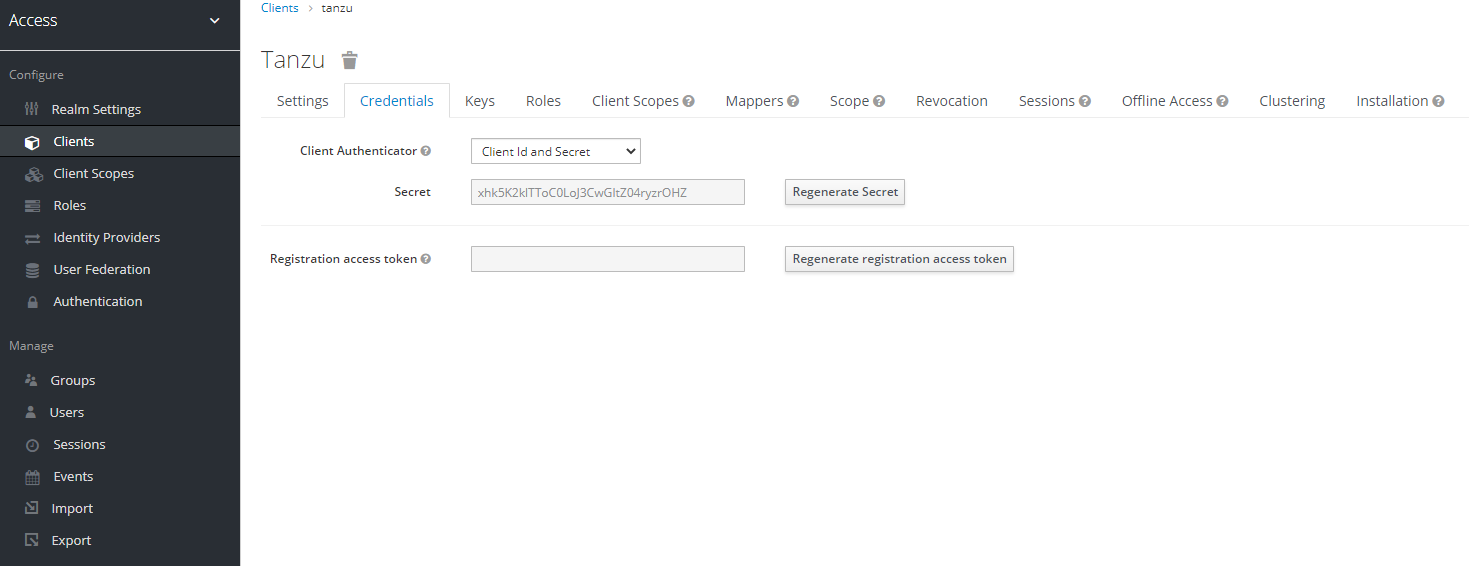 Access
Configure
Realm Settings
Clients
Client Scopes
Roles
Identity Providers
User Federation
Authentication
Manage
Groups
Users
Sessions
Events
Import
Export
Clients › tanzu
Tanzu
Settings Credentials Keys Roles Client Scopes ? Mappers ? Scope ? Revocation Sessions ? Offline Access ? Clustering Installation ?
Client Authenticator ? Client Id and Secret
Secret xhk5K2klTToC0LoJ3CwGltZ04ryzrOHZ Regenerate Secret
Registration access token ? Regenerate registration access token